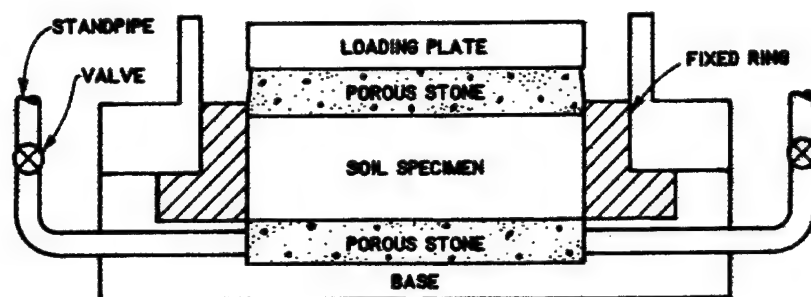 STANDPIPE
LOADING PLATE
VALVE
FIXED RING
POROUS STONE
SOIL SPECIMEN
POROUS STONE
BASE